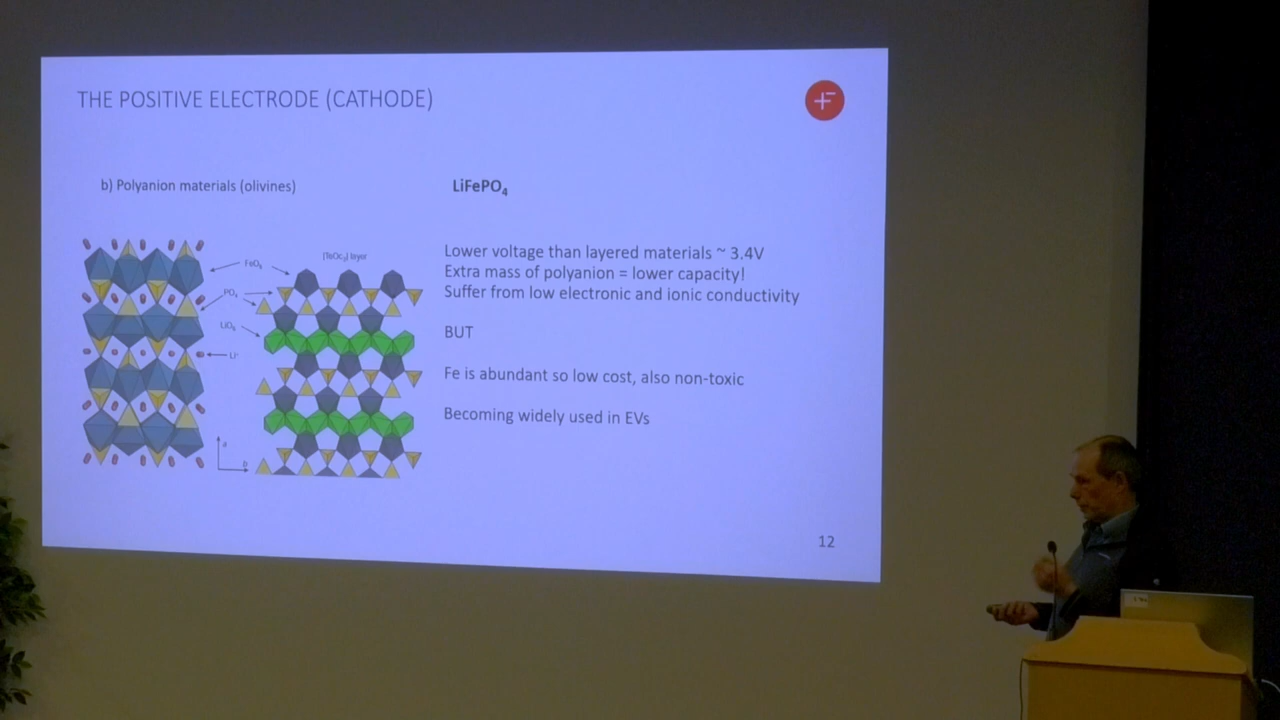 THE POSITIVE ELECTRODE (CATHODE)
b) Polyanion materials (olivines)
LiFePO₄
Lower voltage than layered materials ~ 3.4V
Extra mass of polyanion = lower capacity!
Suffer from low electronic and ionic conductivity
BUT
Fe is abundant so low cost, also non-toxic
Becoming widely used in EVs
FeO₆
layer
PO₄
LiO₆
Li⁺
a
b
12